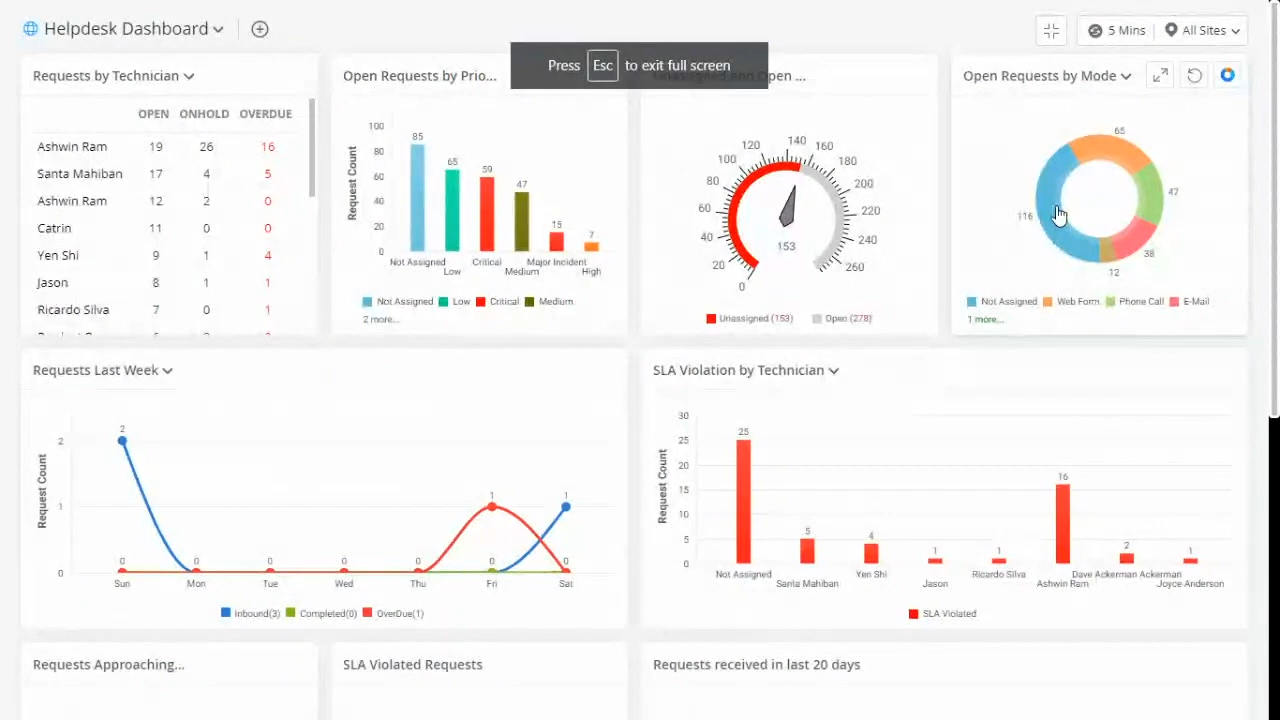 Helpdesk Dashboard
5 Mins
All Sites
Press Esc to exit full screen
Requests by Technician
OPEN ONHOLD OVERDUE
Ashwin Ram 19 26 16
Santa Mahiban 17 4 5
Ashwin Ram 12 2 0
Catrin 11 0 0
Yen Shi 9 1 4
Jason 8 1 1
Ricardo Silva 7 0 1
Open Requests by Prio...
Request Count
100
80
60
40
20
0
85
65
59
47
15
7
Not Assigned
Low
Critical
Medium
Major Incident
High
Not Assigned Low Critical Medium
2 more...
Open ...
0
20
40
60
80
100
120
140
160
180
200
220
240
260
153
Unassigned (153) Open (278)
Open Requests by Mode
65
47
38
12
116
Not Assigned Web Form Phone Call E-Mail
1 more...
Requests Last Week
Request Count
2
1
0
2
0 0 0 0 0 1 0 1 0
Sun Mon Tue Wed Thu Fri Sat
Inbound(3) Completed(0) OverDue(1)
SLA Violation by Technician
Request Count
30
25
20
15
10
5
0
25
5
4
1
1
16
2
1
Not Assigned
Santa Mahiban
Yen Shi
Jason
Ricardo Silva
Ashwin Ram
Dave Ackerman Ackerman
Joyce Anderson
SLA Violated
Requests Approaching...
SLA Violated Requests
Requests received in last 20 days